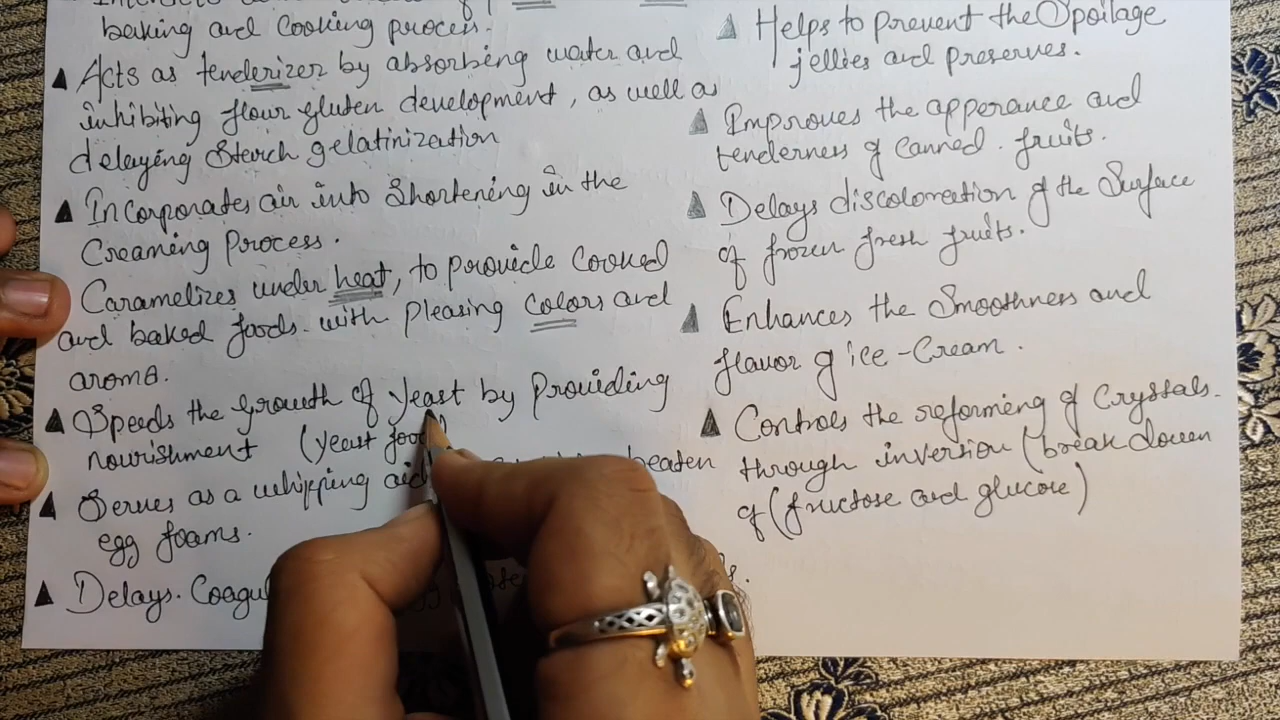 baking and cooking process.
Acts as tenderizer by absorbing water and
inhibiting flour gluten development, as well as
delaying Sterch gelatinization
Incorporates air into Shortening in the
Creaming Process.
Caramelizes under heat, to provide Cooked
and baked foods. with pleasing colors and
aroma.
Speeds the Growth of yeast by Providing
nourishment (yeast food)
Serves as a whipping aid beaten
egg foams.
Delays.
Helps to prevent the Spoilage
jellies and preserves.
Improves the apperance and
tenderness of Canned. fruits.
Delays discoloration of the Surface
of frozen fresh fruits.
Enhances the Smoothness and
flavor of ice-Cream.
Controls the reforming of Crystals.
through inversion (break down
of (fructose and glucose)